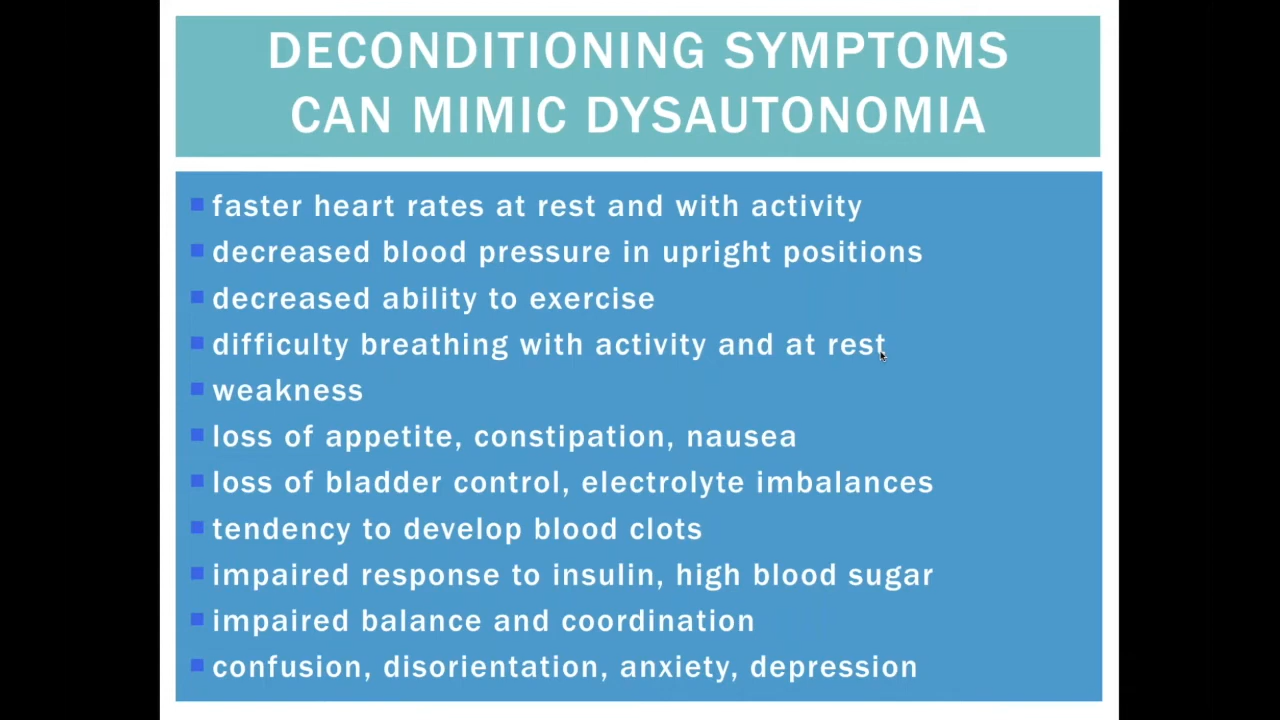 DECONDITIONING SYMPTOMS
CAN MIMIC DYSAUTONOMIA
faster heart rates at rest and with activity
decreased blood pressure in upright positions
decreased ability to exercise
difficulty breathing with activity and at rest
weakness
loss of appetite, constipation, nausea
loss of bladder control, electrolyte imbalances
tendency to develop blood clots
impaired response to insulin, high blood sugar
impaired balance and coordination
confusion, disorientation, anxiety, depression